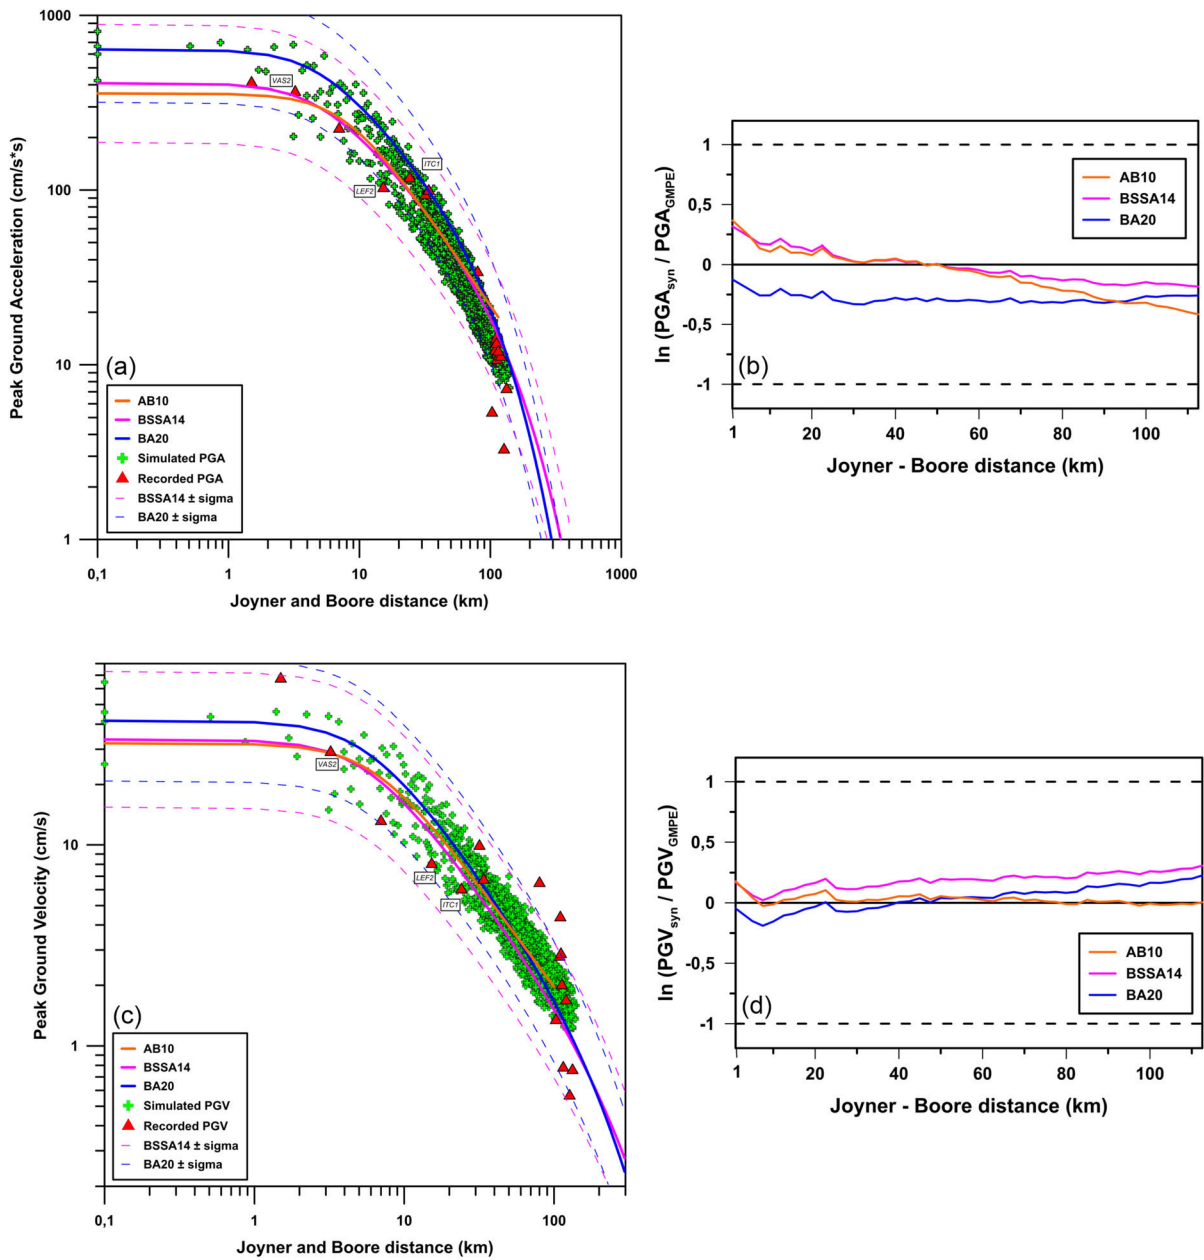 Peak Ground Acceleration (cm/s*s)
1000
100
10
1
VAS2
ITC1
LEF2
(a)
AB10
BSSA14
BA20
Simulated PGA
Recorded PGA
BSSA14 ± sigma
BA20 ± sigma
0,1 1 10 100 1000
Joyner and Boore distance (km)
ln (PGAsyn / PGAGMPE)
1
0,5
0
-0,5
-1
AB10
BSSA14
BA20
(b)
1 20 40 60 80 100
Joyner - Boore distance (km)
Peak Ground Velocity (cm/s)
10
1
VAS2
LEF2
ITC1
(c)
AB10
BSSA14
BA20
Simulated PGV
Recorded PGV
BSSA14 ± sigma
BA20 ± sigma
0,1 1 10 100
Joyner and Boore distance (km)
ln (PGVsyn / PGVGMPE)
1
0,5
0
-0,5
-1
AB10
BSSA14
BA20
(d)
1 20 40 60 80 100
Joyner - Boore distance (km)